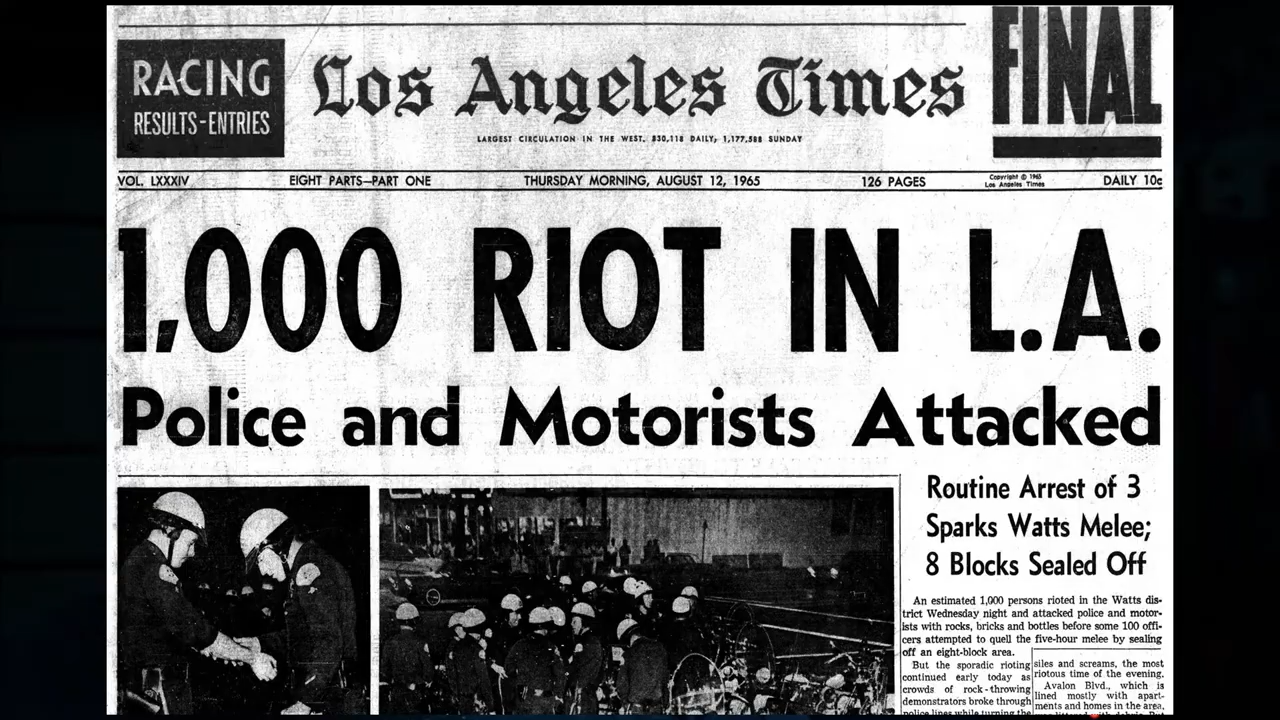 RACING
RESULTS-ENTRIES
Los Angeles Times
FINAL
LARGEST CIRCULATION IN THE WEST, 830,118 DAILY, 1,177,588 SUNDAY
VOL. LXXXIV
EIGHT PARTS—PART ONE
THURSDAY MORNING, AUGUST 12, 1965
126 PAGES
Copyright © 1965
Los Angeles Times
DAILY 10c
1,000 RIOT IN L.A.
Police and Motorists Attacked
Routine Arrest of 3
Sparks Watts Melee;
8 Blocks Sealed Off
An estimated 1,000 persons rioted in the Watts dis-
trict Wednesday night and attacked police and motor-
ists with rocks, bricks and bottles before some 100 offi-
cers attempted to quell the five-hour melee by sealing
off an eight-block area.
But the sporadic rioting
continued early today as
crowds of rock-throwing
demonstrators broke through
police lines while turning the
siles and screams, the most
riotous time of the evening.
Avalon Blvd., which is
lined mostly with apart-
ments and homes in the area,